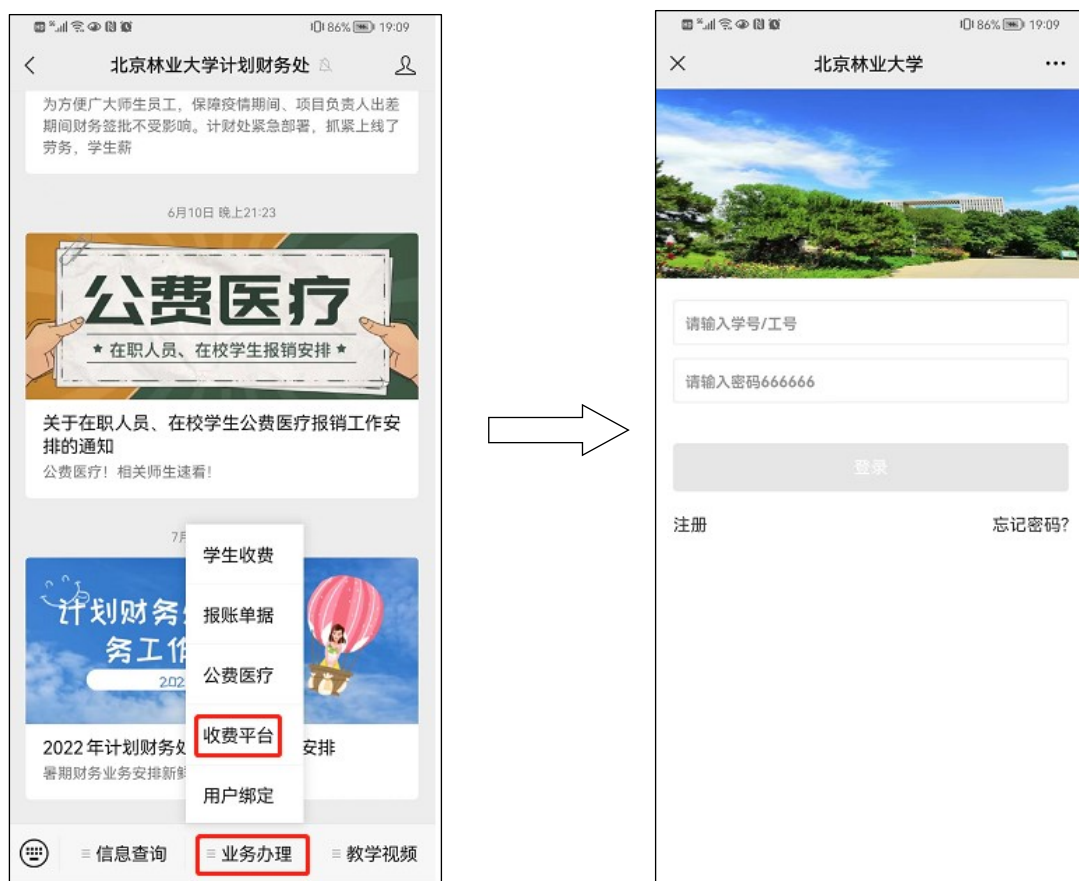 86% 19:09
北京林业大学计划财务处
为方便广大师生员工，保障疫情期间、项目负责人出差
期间财务签批不受影响。计财处紧急部署，抓紧上线了
劳务，学生薪
6月10日 晚上21:23
公费医疗
★ 在职人员、在校学生报销安排 ★
关于在职人员、在校学生公费医疗报销工作安
排的通知
公费医疗！相关师生速看！
7月
计划财务处
务工作
202
2022年计划财务处
安排
暑期财务业务安排新鲜
学生收费
报账单据
公费医疗
收费平台
用户绑定
信息查询
业务办理
教学视频
86% 19:09
北京林业大学
请输入学号/工号
请输入密码666666
登录
注册
忘记密码?